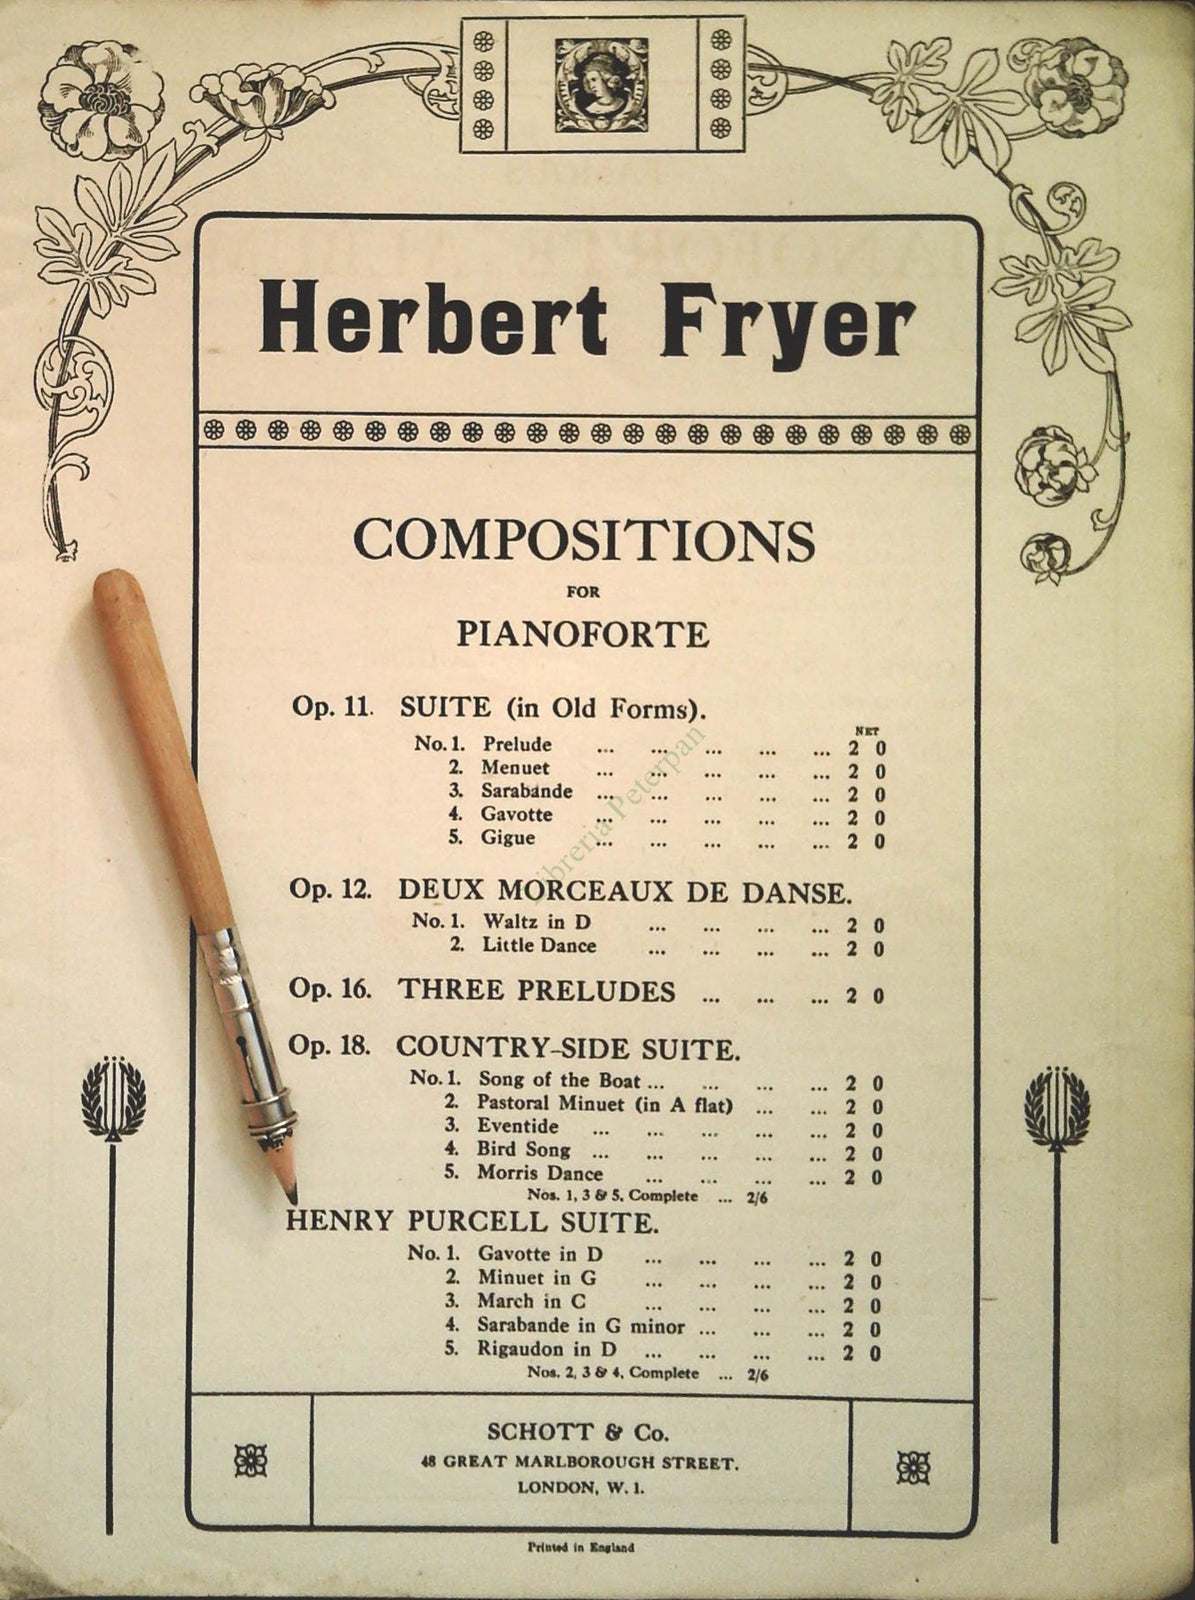 Herbert Fryer
COMPOSITIONS
FOR
PIANOFORTE
Op. 11. SUITE (in Old Forms).
NET
No. 1. Prelude ... ... ... ... ... 2 0
2. Menuet ... ... ... ... ... 2 0
3. Sarabande ... ... ... ... ... 2 0
4. Gavotte ... ... ... ... ... 2 0
5. Gigue ... ... ... ... ... 2 0
Op. 12. DEUX MORCEAUX DE DANSE.
No. 1. Waltz in D ... ... ... ... 2 0
2. Little Dance ... ... ... ... 2 0
Op. 16. THREE PRELUDES ... ... ... 2 0
Op. 18. COUNTRY-SIDE SUITE.
No. 1. Song of the Boat ... ... ... ... 2 0
2. Pastoral Minuet (in A flat) ... ... 2 0
3. Eventide ... ... ... ... ... 2 0
4. Bird Song ... ... ... ... ... 2 0
5. Morris Dance ... ... ... ... 2 0
Nos. 1, 3 & 5, Complete ... 2/6
HENRY PURCELL SUITE.
No. 1. Gavotte in D ... ... ... ... 2 0
2. Minuet in G ... ... ... ... 2 0
3. March in C ... ... ... ... 2 0
4. Sarabande in G minor ... ... ... 2 0
5. Rigaudon in D ... ... ... ... 2 0
Nos. 2, 3 & 4, Complete ... 2/6
SCHOTT & Co.
48 GREAT MARLBOROUGH STREET.
LONDON, W. 1.
Printed in England
Libreria Peterpan